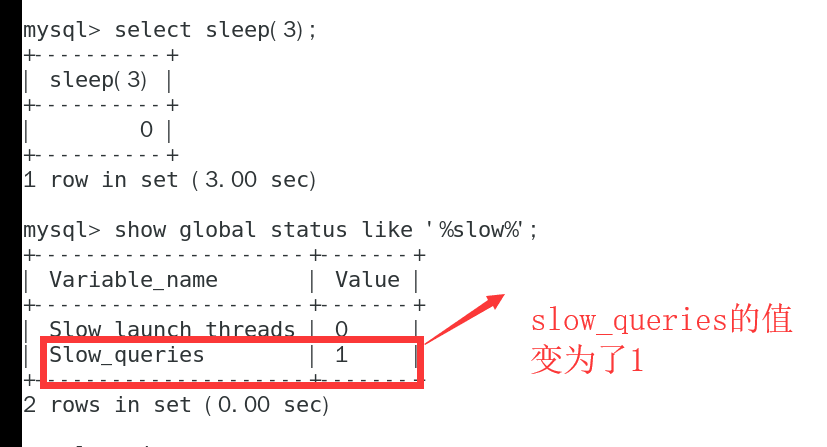 mysql> select sleep(3);
+----------+
| sleep(3) |
+----------+
|        0 |
+----------+
1 row in set (3.00 sec)
mysql> show global status like '%slow%';
+---------------------+-------+
| Variable_name       | Value |
+---------------------+-------+
| Slow_launch_threads | 0     |
| Slow_queries        | 1     |
+---------------------+-------+
2 rows in set (0.00 sec)
slow_queries的值
变为了1